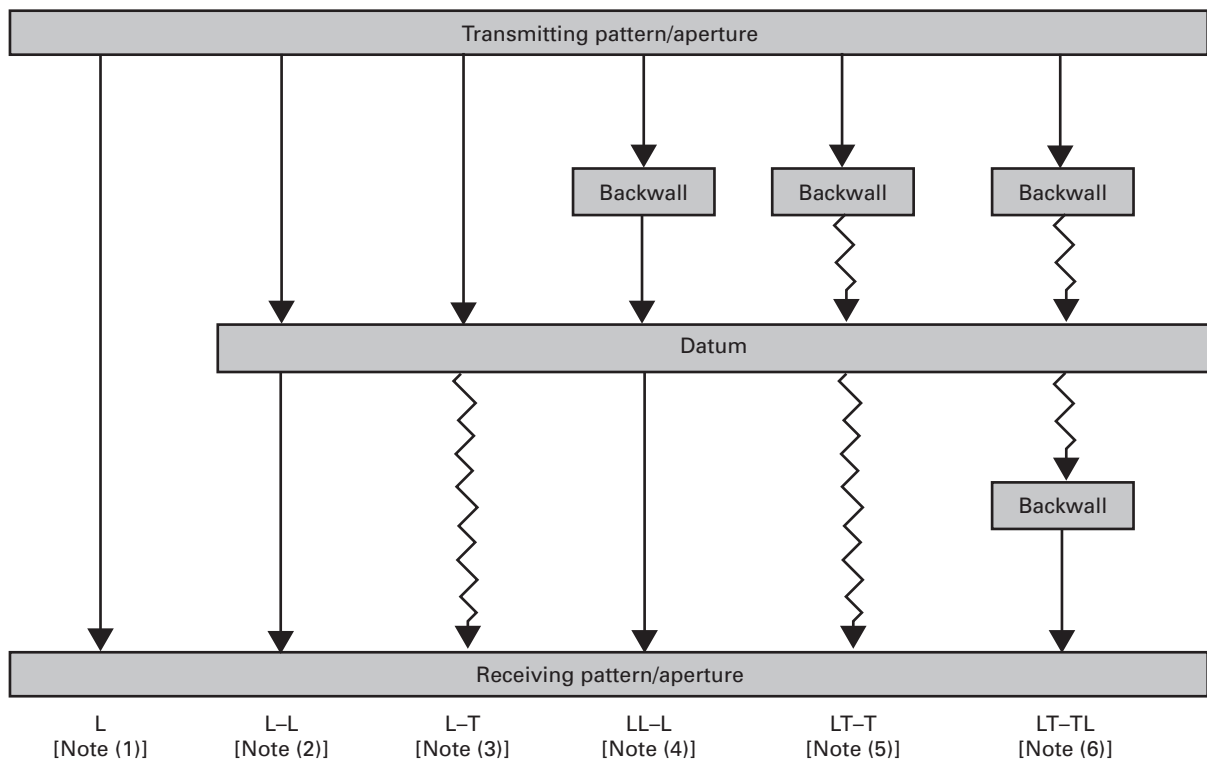 Transmitting pattern/aperture
Backwall Backwall Backwall
Datum
Backwall
Receiving pattern/aperture
L L–L L–T LL–L LT–T LT–TL
[Note (1)] [Note (2)] [Note (3)] [Note (4)] [Note (5)] [Note (6)]